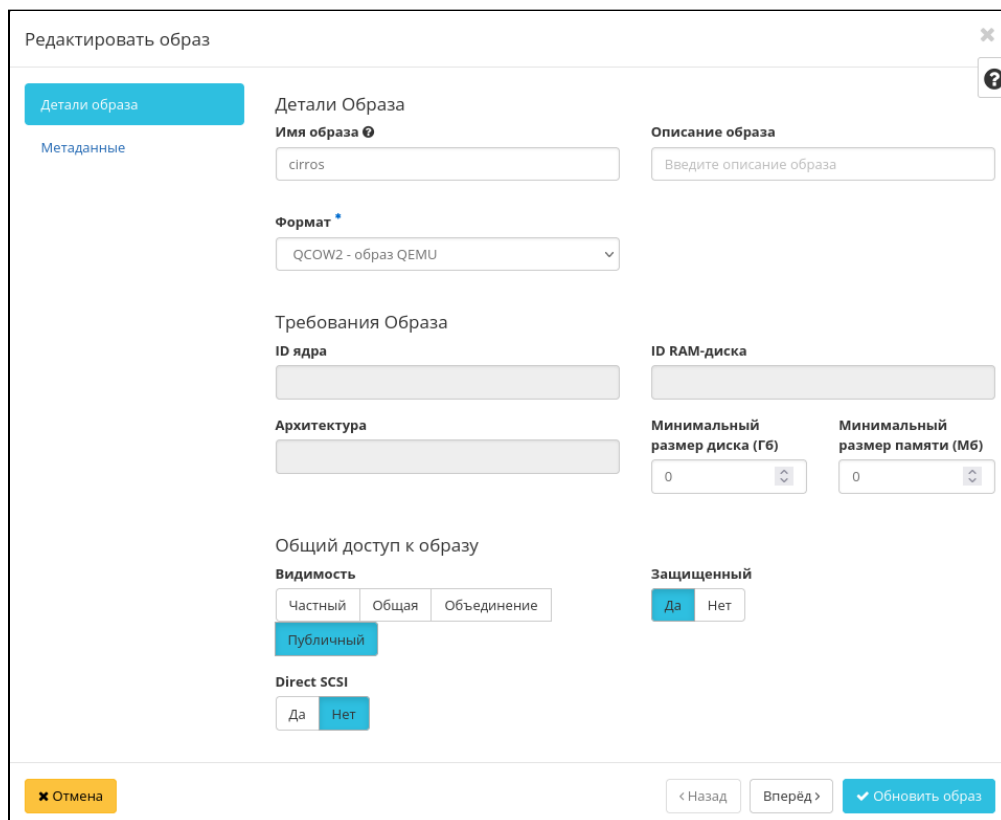 Редактировать образ
Детали образа
Метаданные
Детали Образа
Имя образа
Описание образа
cirros
Введите описание образа
Формат *
QCOW2 - образ QEMU
Требования Образа
ID ядра
ID RAM-диска
Архитектура
Минимальный размер диска (Гб)
Минимальный размер памяти (Мб)
0
0
Общий доступ к образу
Видимость
Защищенный
Частный Общая Объединение
Да Нет
Публичный
Direct SCSI
Да Нет
Отмена
Назад
Вперёд
Обновить образ